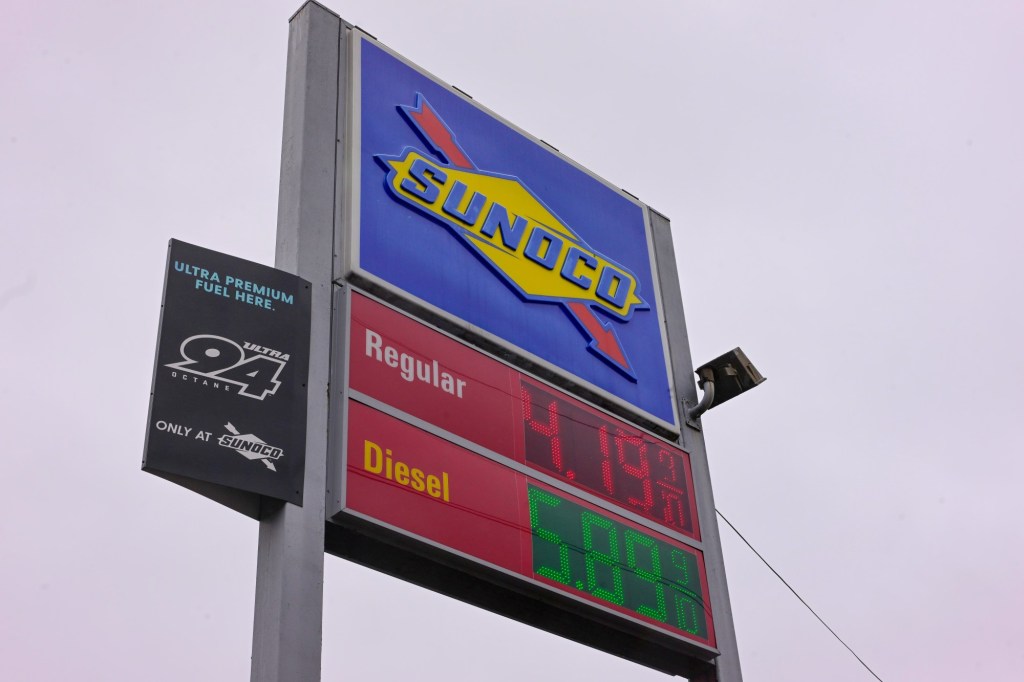 SUNOCO
ULTRA PREMIUM
FUEL HERE.
ULTRA
94
OCTANE
ONLY AT SUNOCO
Regular 4.19 9/10
Diesel 5.89 9/10